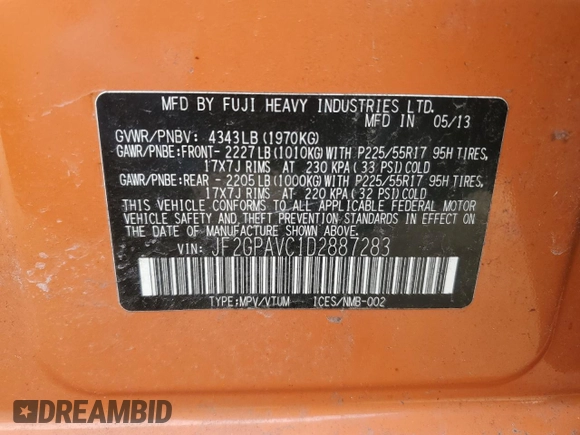 MFD BY FUJI HEAVY INDUSTRIES LTD.
MFD IN 05/13
GVWR/PNBV: 4343LB(1970KG)
GAWR/PNBE:FRONT- 2227LB(1010KG)WITH P225/55R17 95H TIRES,
17X7J RIMS AT 230 KPA(33 PSI)COLD
GAWR/PNBE:REAR - 2205LB(1000KG)WITH P225/55R17 95H TIRES,
17X7J RIMS AT 220 KPA(32 PSI)COLD
THIS VEHICLE CONFORMS TO ALL APPLICABLE FEDERAL MOTOR
VEHICLE SAFETY AND THEFT PREVENTION STANDARDS IN EFFECT ON
THE DATE OF MANUFACTURE SHOWN ABOVE.
VIN: JF2GPAVC1D2887283
TYPE:MPV/VTUM ICES/NMB-002
DREAMBID